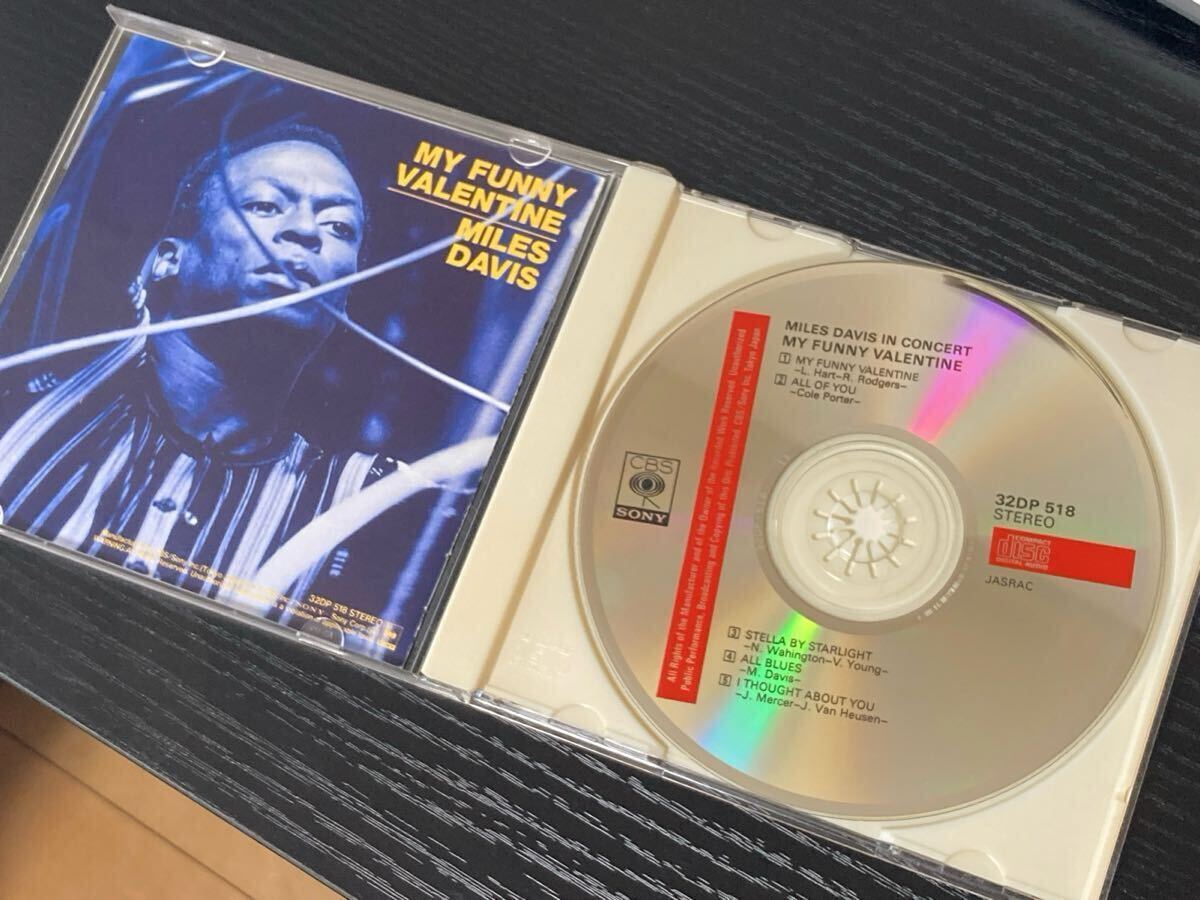 MY FUNNY
VALENTINE
MILES
DAVIS
32DP 518 STEREO
MILES DAVIS IN CONCERT
MY FUNNY VALENTINE
1 MY FUNNY VALENTINE
–L. Hart–R. Rodgers–
2 ALL OF YOU
–Cole Porter–
All Rights of the Manufacturer and of the Owner of the Recorded Work Reserved. Unauthorized
Public Performance, Broadcasting and Copying of this Disc Prohibited. CBS/Sony Inc. Tokyo Japan
CBS
SONY
32DP 518
STEREO
COMPACT
disc
DIGITAL AUDIO
JASRAC
3 STELLA BY STARLIGHT
–N. Wahington–V. Young–
4 ALL BLUES
–M. Davis–
5 I THOUGHT ABOUT YOU
–J. Mercer–J. Van Heusen–